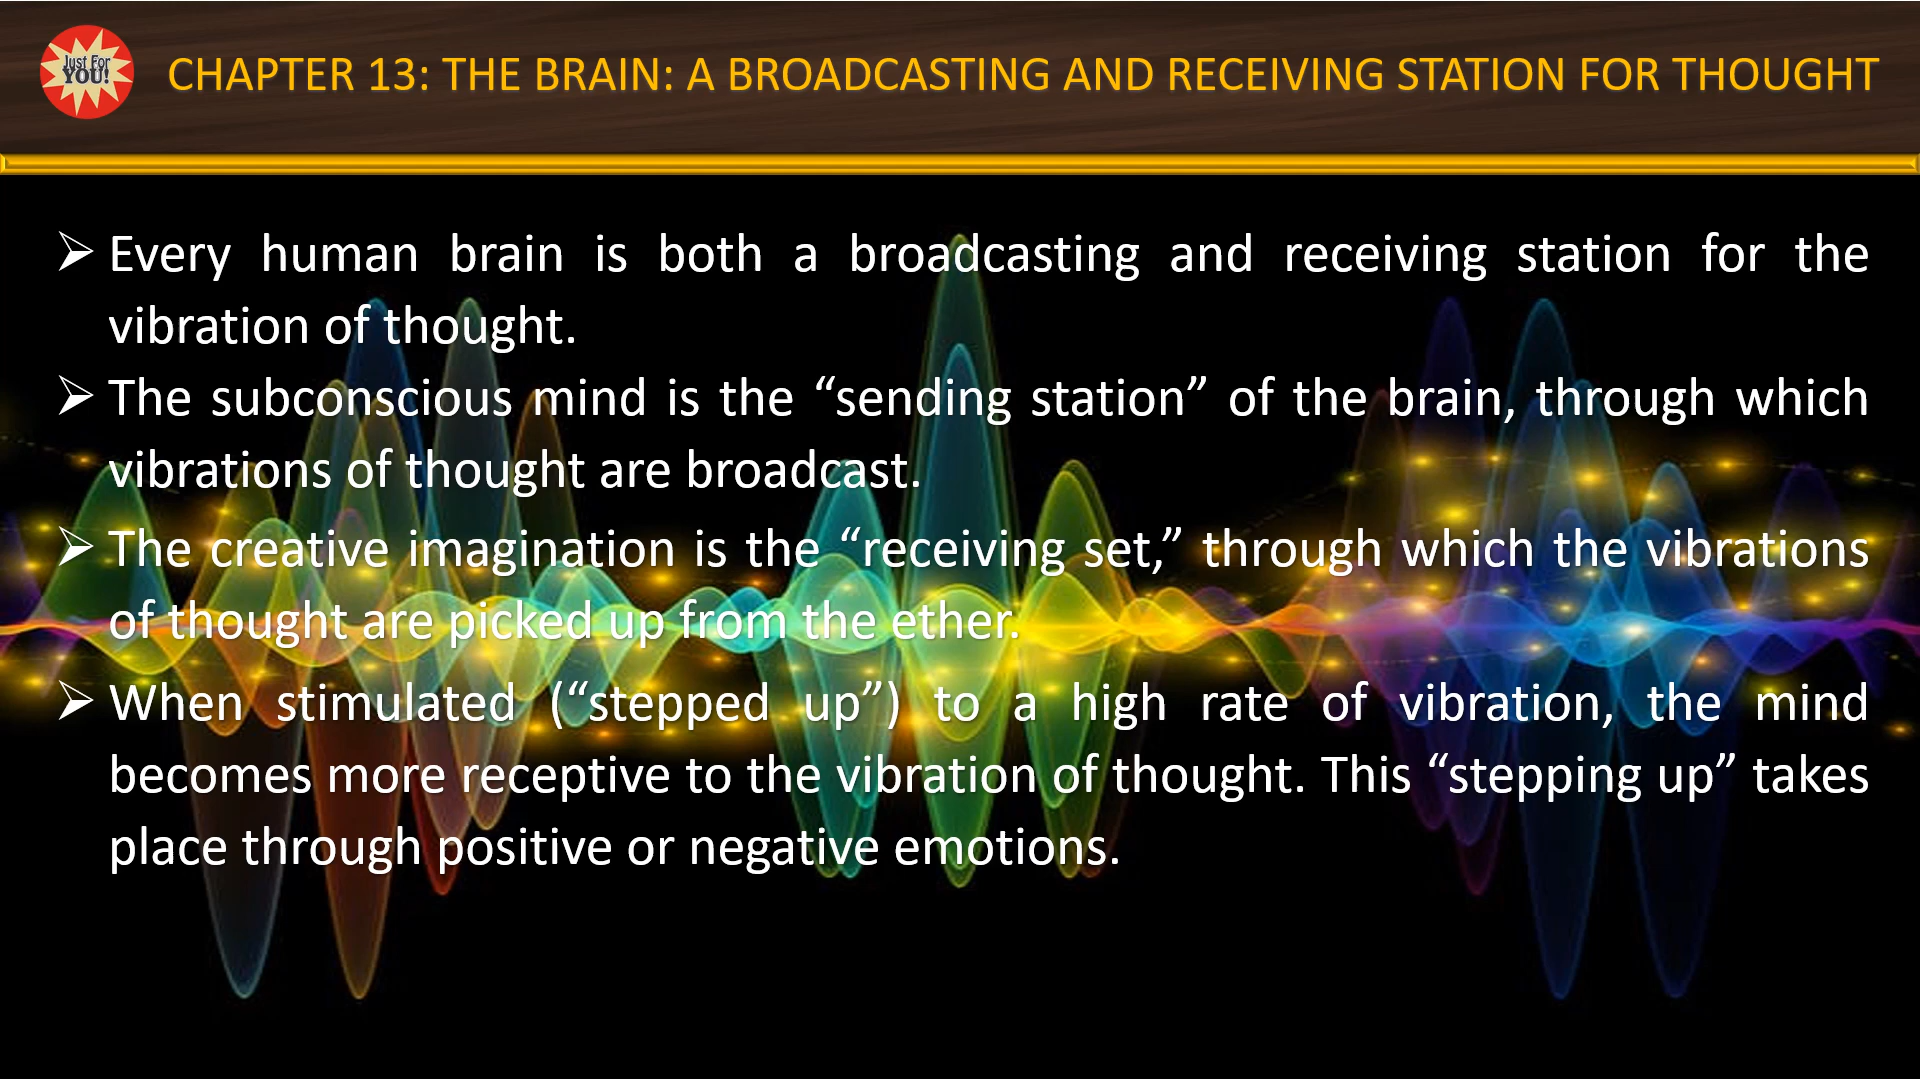 Just For
YOU!
CHAPTER 13: THE BRAIN: A BROADCASTING AND RECEIVING STATION FOR THOUGHT
➢ Every human brain is both a broadcasting and receiving station for the
vibration of thought.
➢ The subconscious mind is the “sending station” of the brain, through which
vibrations of thought are broadcast.
➢ The creative imagination is the “receiving set,” through which the vibrations
of thought are picked up from the ether.
➢ When stimulated (“stepped up”) to a high rate of vibration, the mind
becomes more receptive to the vibration of thought. This “stepping up” takes
place through positive or negative emotions.